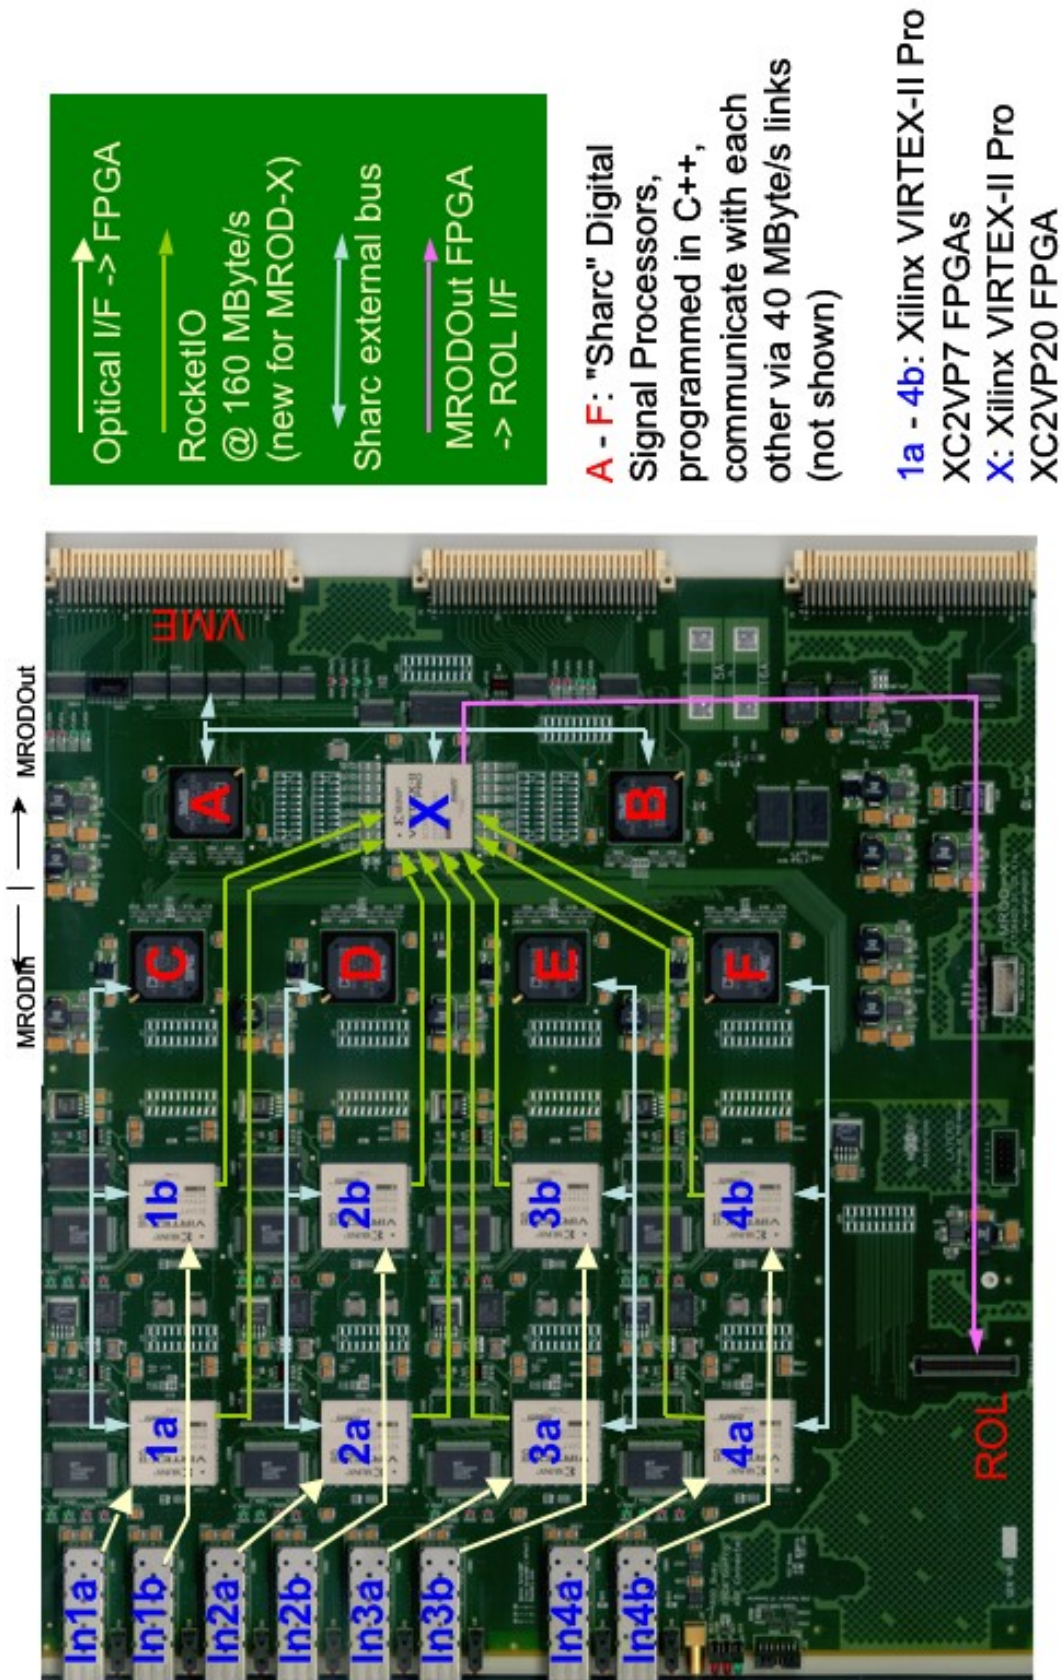 MRODIn
MRODOut
VME
In1a
In1b
In2a
In2b
In3a
In3b
In4a
In4b
1a
1b
2a
2b
3a
3b
4a
4b
C
D
E
F
A
X
B
ROL
Optical I/F -> FPGA
RocketIO
@ 160 MByte/s
(new for MROD-X)
Sharc external bus
MRODOut FPGA
-> ROL I/F
A - F: "Sharc" Digital
Signal Processors,
programmed in C++,
communicate with each
other via 40 MByte/s links
(not shown)
1a - 4b: Xilinx VIRTEX-II Pro
XC2VP7 FPGAs
X: Xilinx VIRTEX-II Pro
XC2VP20 FPGA